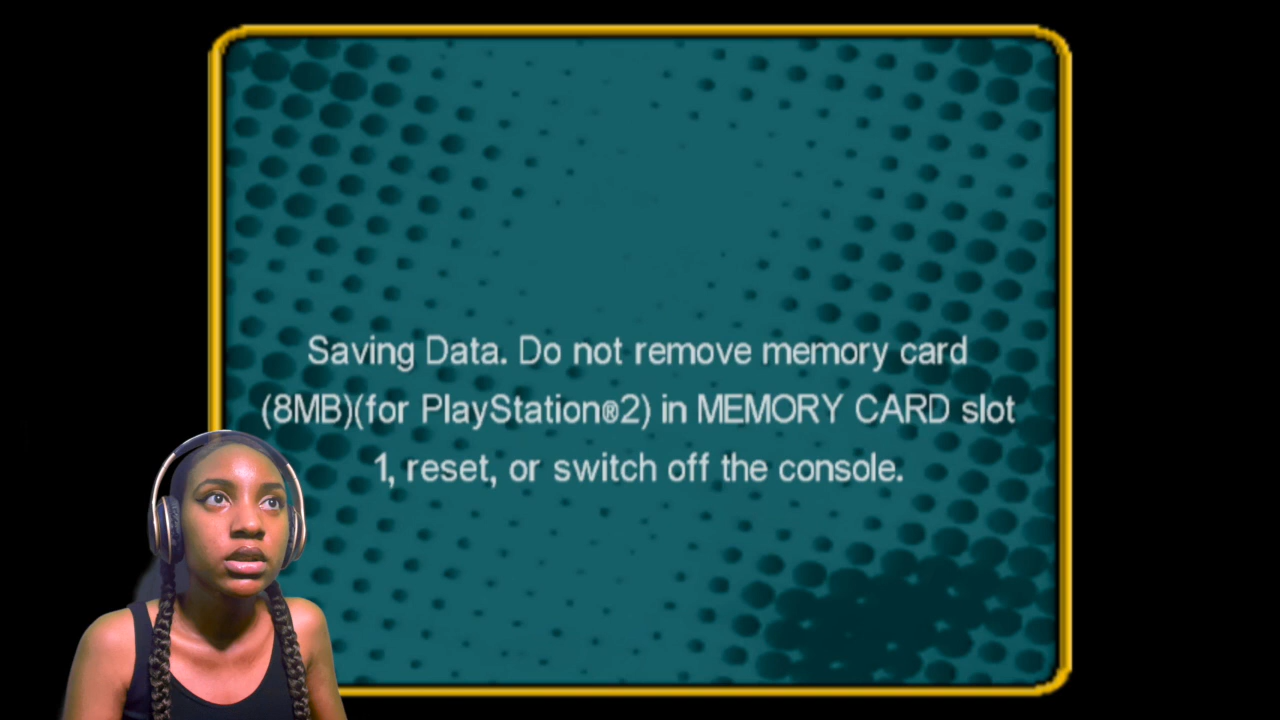 Saving Data. Do not remove memory card
(8MB)(for PlayStation®2) in MEMORY CARD slot
1, reset, or switch off the console.